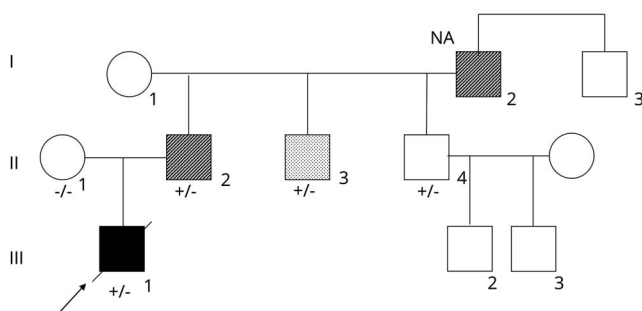 NA
I
1
2
3
II
-/- 1
+/- 2
+/- 3
+/- 4
III
+/- 1
2
3